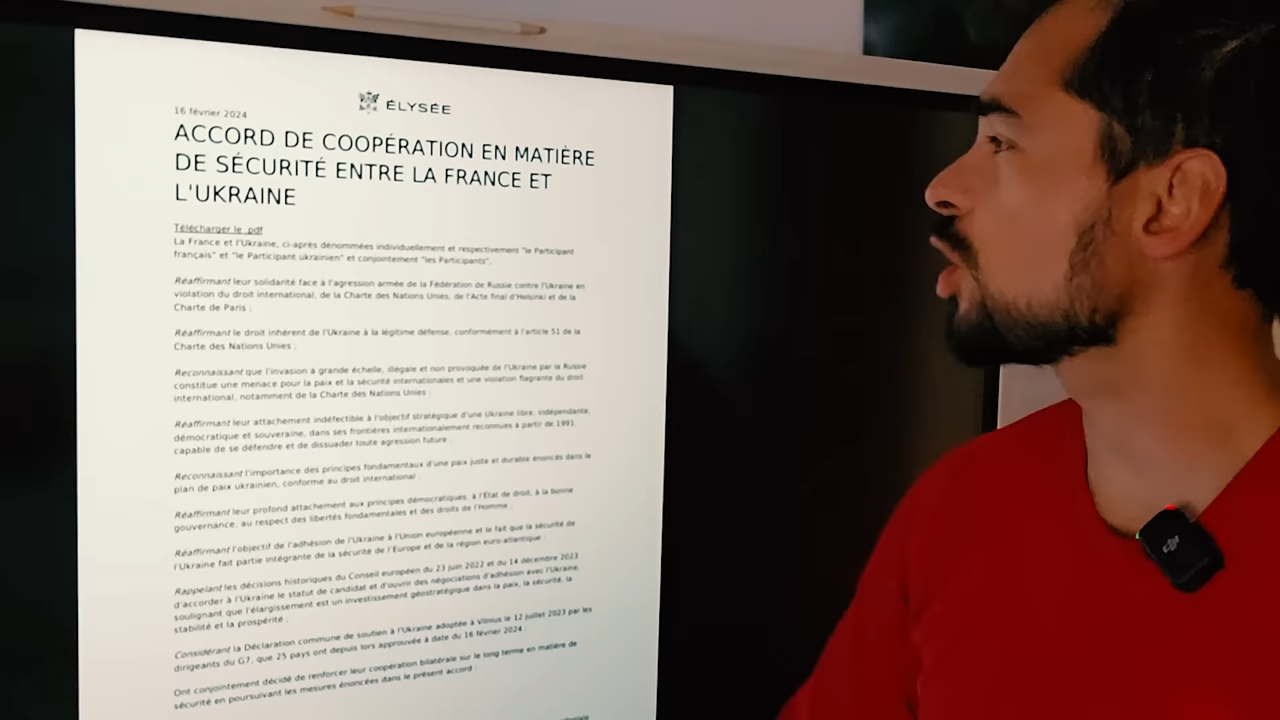 ÉLYSÉE
16 février 2024
ACCORD DE COOPÉRATION EN MATIÈRE
DE SÉCURITÉ ENTRE LA FRANCE ET
L'UKRAINE
Télécharger le .pdf
La France et l'Ukraine, ci-après dénommées individuellement et respectivement "le Participant
français" et "le Participant ukrainien" et conjointement "les Participants",
Réaffirmant leur solidarité face à l'agression armée de la Fédération de Russie contre l'Ukraine en
violation du droit international, de la Charte des Nations Unies, de l'Acte final d'Helsinki et de la
Charte de Paris ;
Réaffirmant le droit inhérent de l'Ukraine à la légitime défense, conformément à l'article 51 de la
Charte des Nations Unies ;
Reconnaissant que l'invasion à grande échelle, illégale et non provoquée de l'Ukraine par la Russie
constitue une menace pour la paix et la sécurité internationales et une violation flagrante du droit
international, notamment de la Charte des Nations Unies ;
Réaffirmant leur attachement indéfectible à l'objectif stratégique d'une Ukraine libre, indépendante,
démocratique et souveraine, dans ses frontières internationalement reconnues à partir de 1991,
capable de se défendre et de dissuader toute agression future ;
Reconnaissant l'importance des principes fondamentaux d'une paix juste et durable énoncés dans le
plan de paix ukrainien, conforme au droit international ;
Réaffirmant leur profond attachement aux principes démocratiques, à l'État de droit, à la bonne
gouvernance, au respect des libertés fondamentales et des droits de l'Homme ;
Réaffirmant l'objectif de l'adhésion de l'Ukraine à l'Union européenne et le fait que la sécurité de
l'Ukraine fait partie intégrante de la sécurité de l'Europe et de la région euro-atlantique ;
Rappelant les décisions historiques du Conseil européen du 23 juin 2022 et du 14 décembre 2023
d'accorder à l'Ukraine le statut de candidat et d'ouvrir des négociations d'adhésion avec l'Ukraine,
soulignant que l'élargissement est un investissement géostratégique dans la paix, la sécurité, la
stabilité et la prospérité ;
Considérant la Déclaration commune de soutien à l'Ukraine adoptée à Vilnius le 12 juillet 2023 par les
dirigeants du G7, que 25 pays ont depuis lors approuvée à date du 16 février 2024 ;
Ont conjointement décidé de renforcer leur coopération bilatérale sur le long terme en matière de
sécurité en poursuivant les mesures énoncées dans le présent accord :
dji